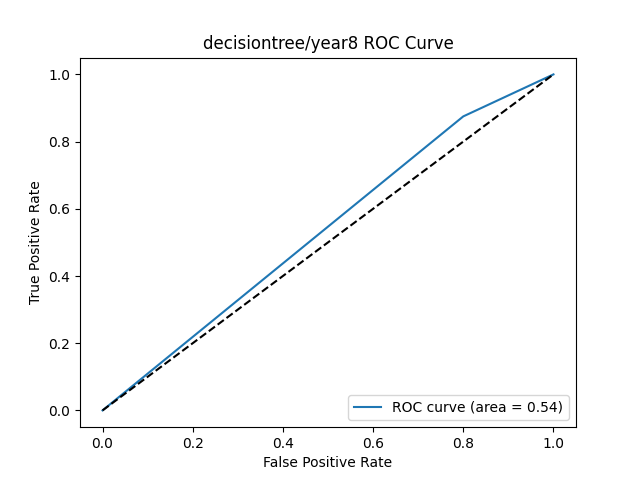 decisiontree/year8 ROC Curve
True Positive Rate
1.0
0.8
0.6
0.4
0.2
0.0
ROC curve (area = 0.54)
0.0 0.2 0.4 0.6 0.8 1.0
False Positive Rate